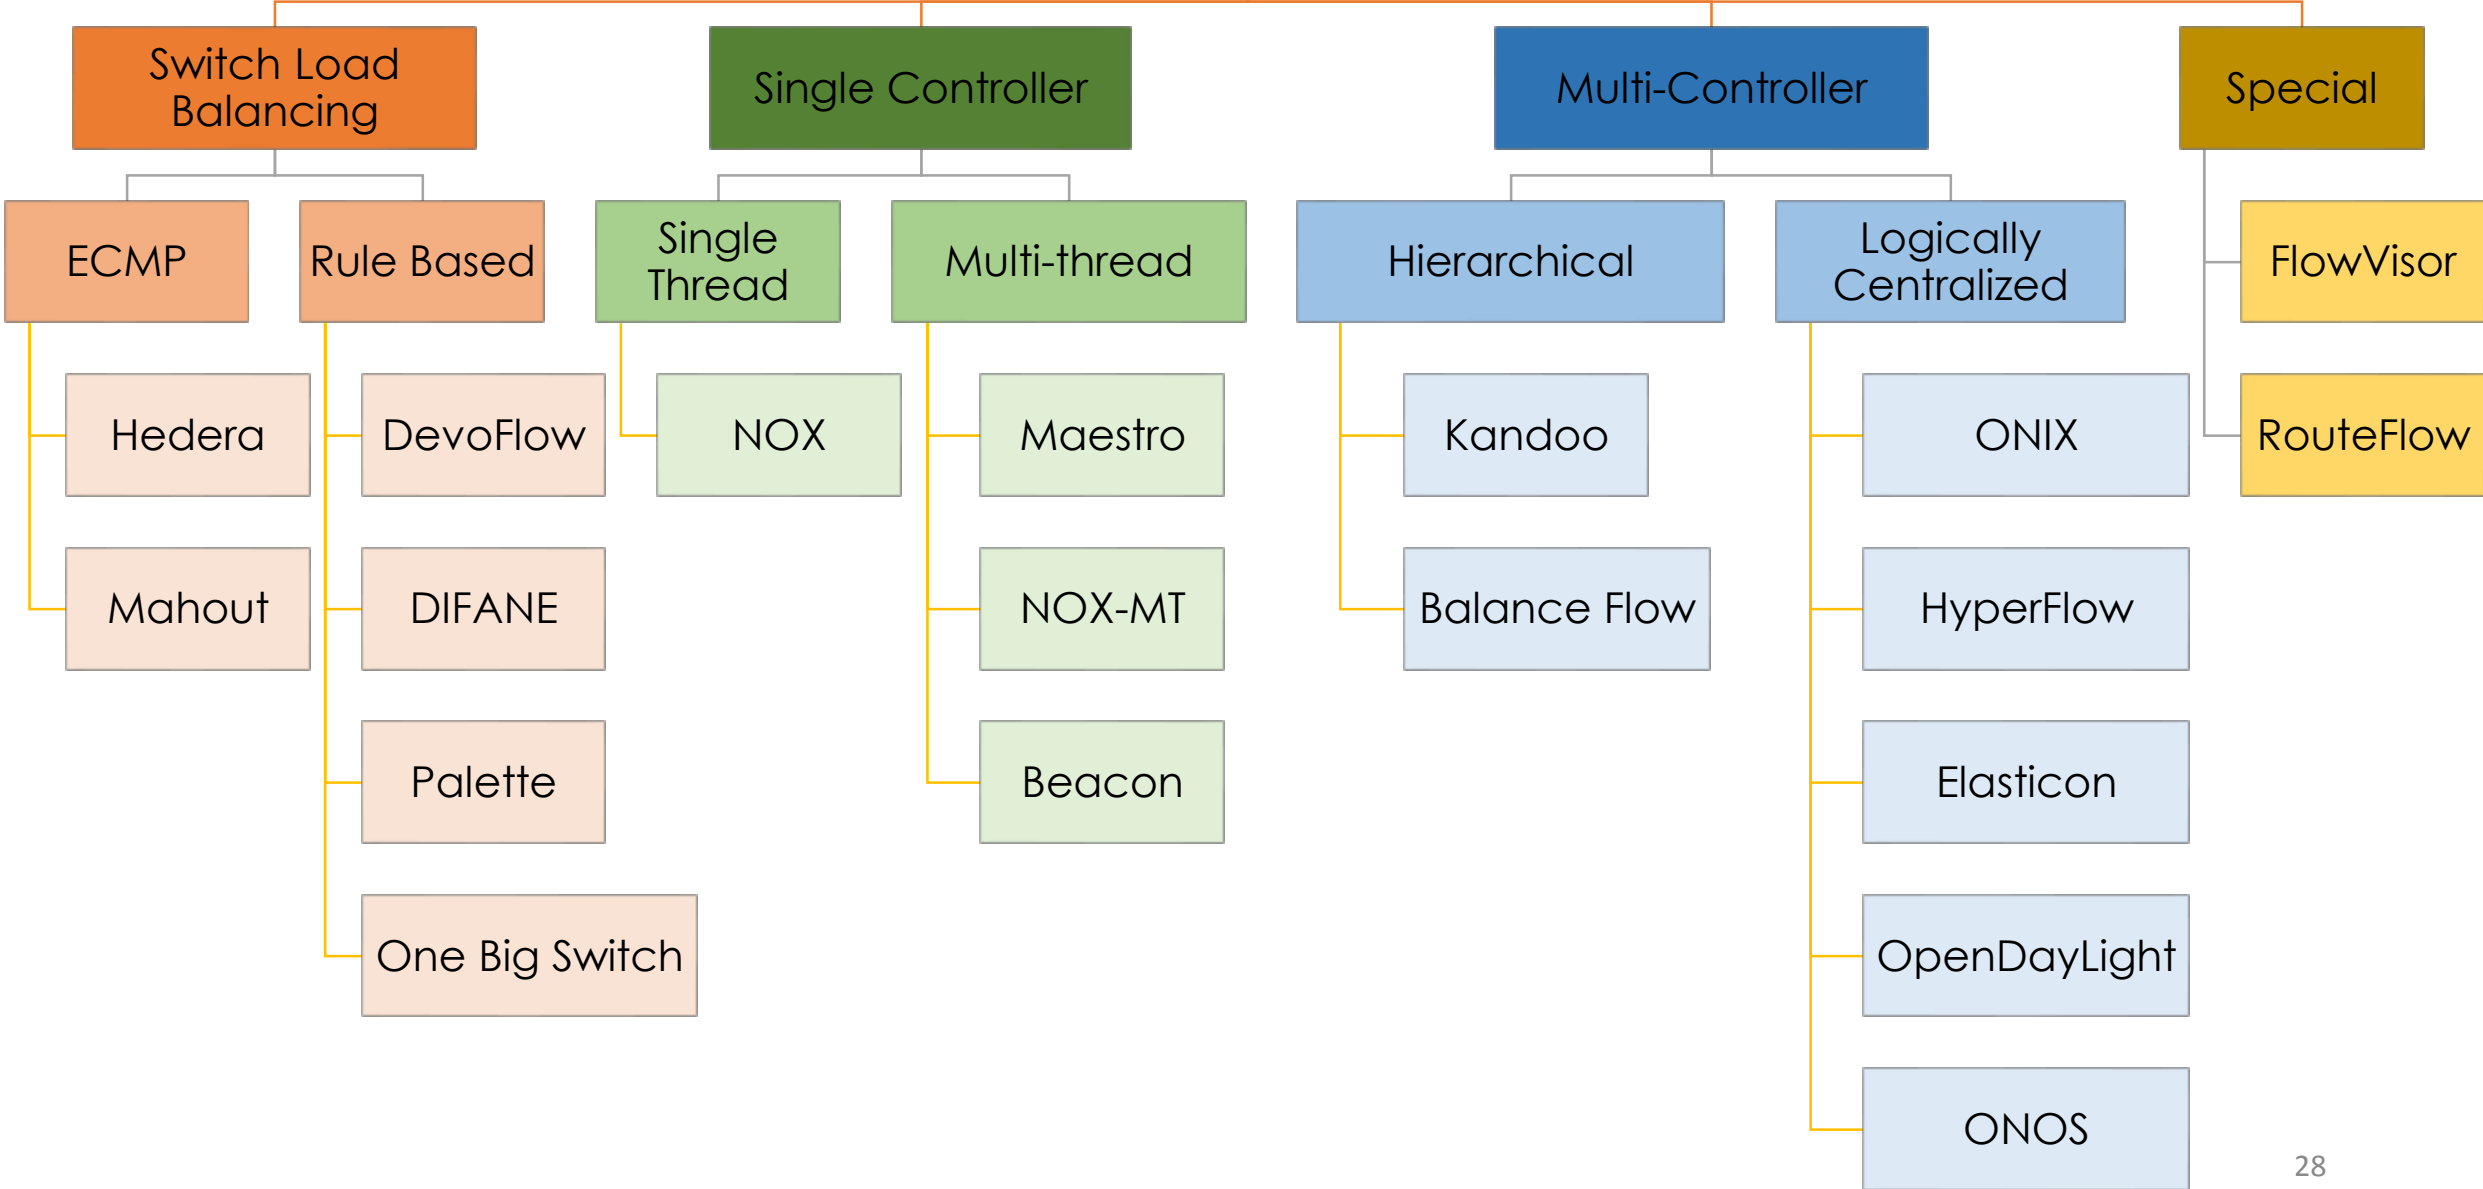 Switch Load
Balancing
Single Controller
Multi-Controller
Special
ECMP
Rule Based
Single
Thread
Multi-thread
Hierarchical
Logically
Centralized
FlowVisor
Hedera
DevoFlow
NOX
Maestro
Kandoo
ONIX
RouteFlow
Mahout
DIFANE
NOX-MT
Balance Flow
HyperFlow
Palette
Beacon
Elasticon
One Big Switch
OpenDayLight
ONOS
28